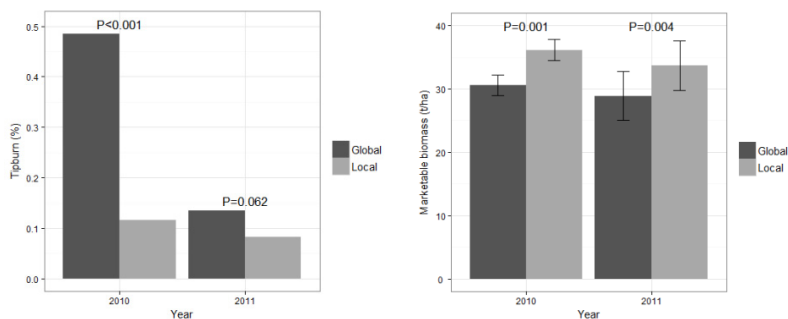 P<0.001
P=0.062
0.5
0.4
0.3
0.2
0.1
0.0
Tipburn (%)
2010
2011
Year
Global
Local
P=0.001
P=0.004
40
30
20
10
0
Marketable biomass (t/ha)
2010
2011
Year
Global
Local